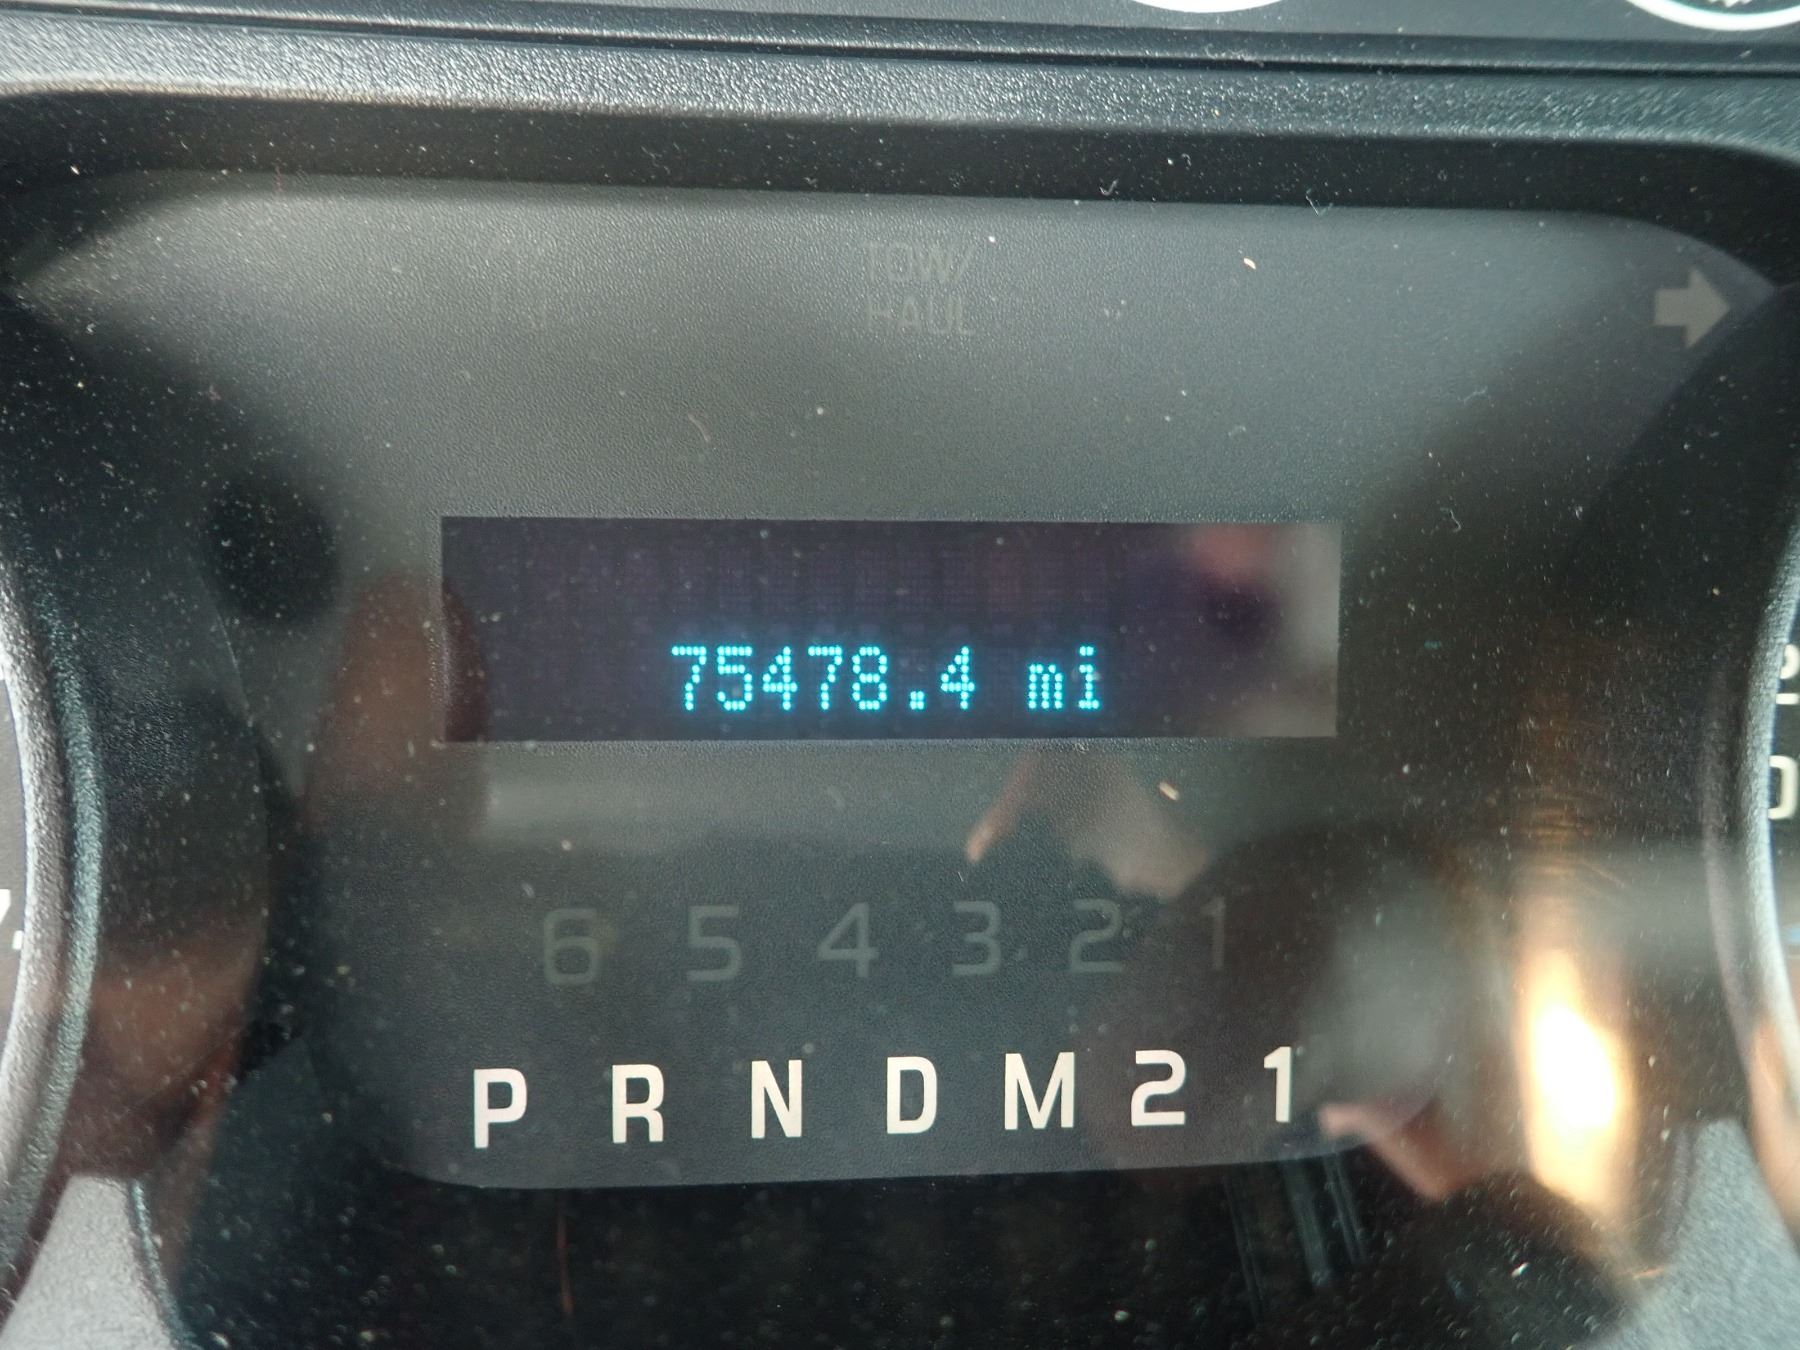 TOW/
HAUL
75478.4 mi
6 5 4 3 2 1
P R N D M 2 1